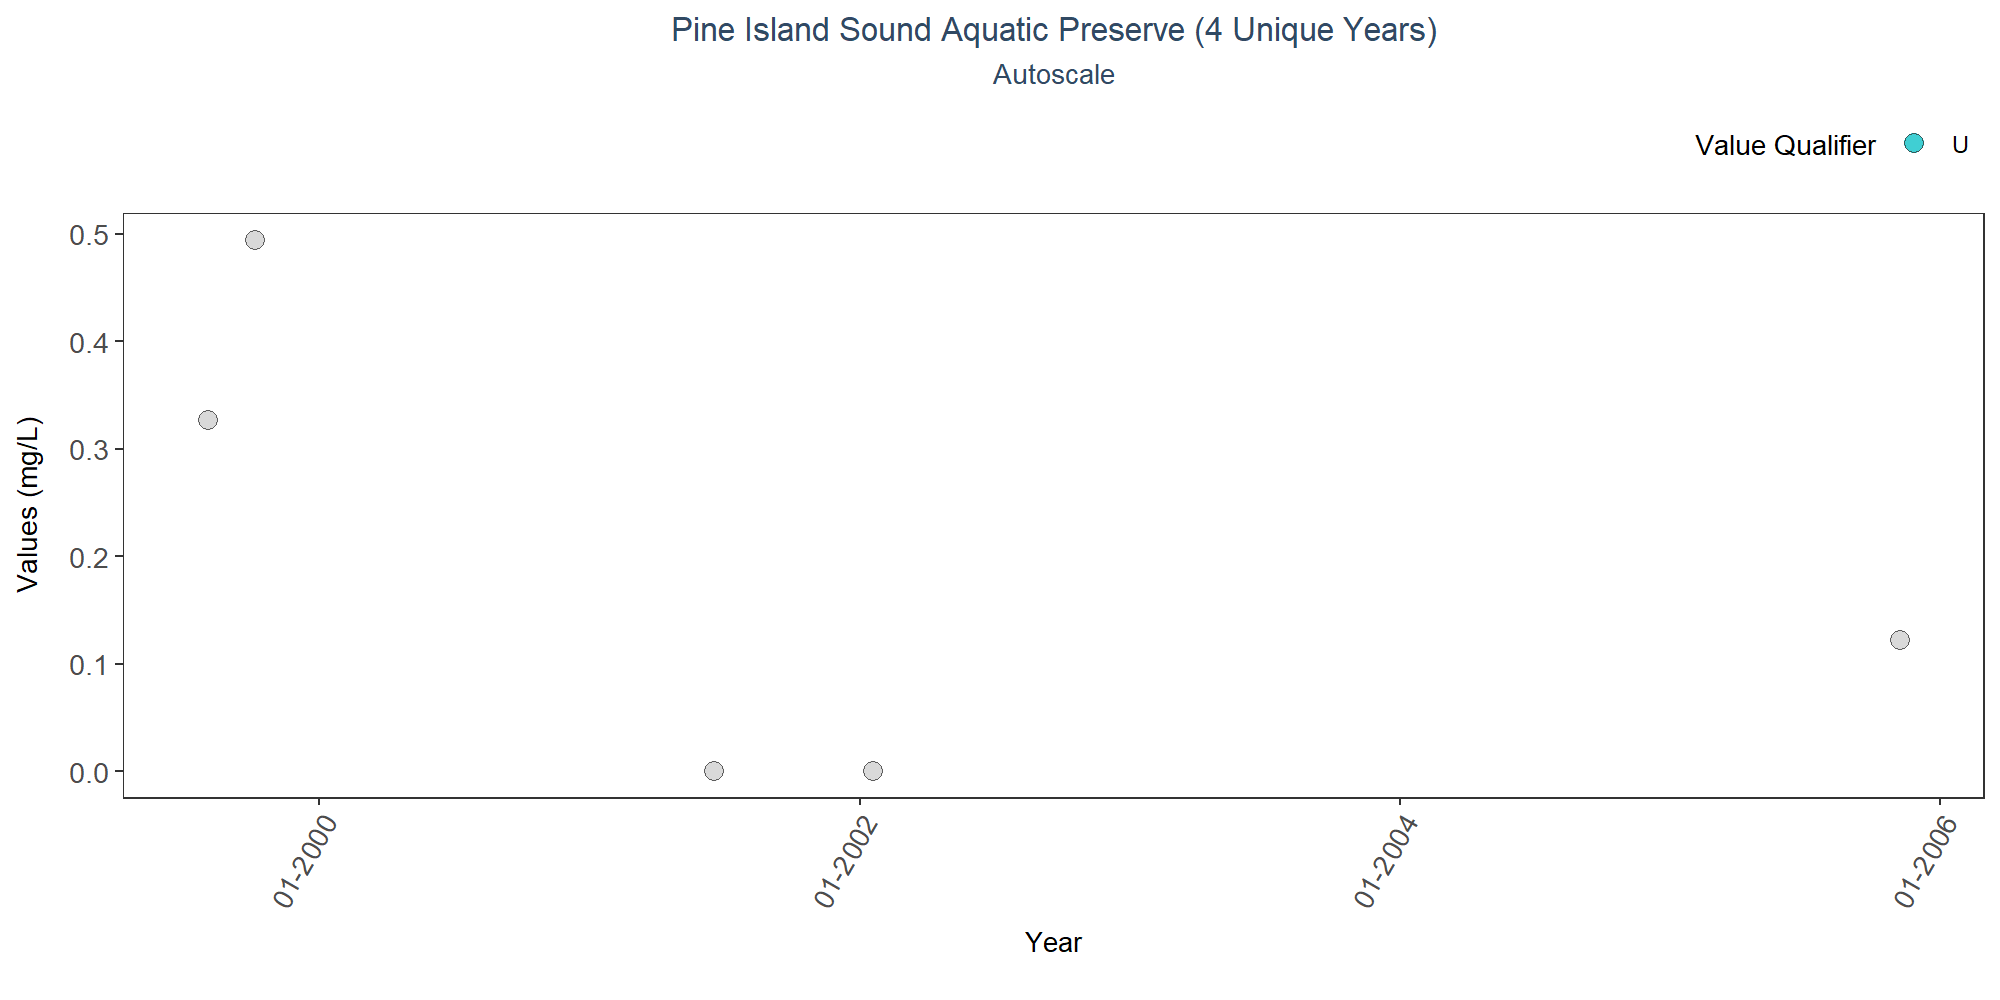 Pine Island Sound Aquatic Preserve (4 Unique Years)
Autoscale
Value Qualifier U
Values (mg/L)
0.5
0.4
0.3
0.2
0.1
0.0
01-2000 01-2002 01-2004 01-2006
Year